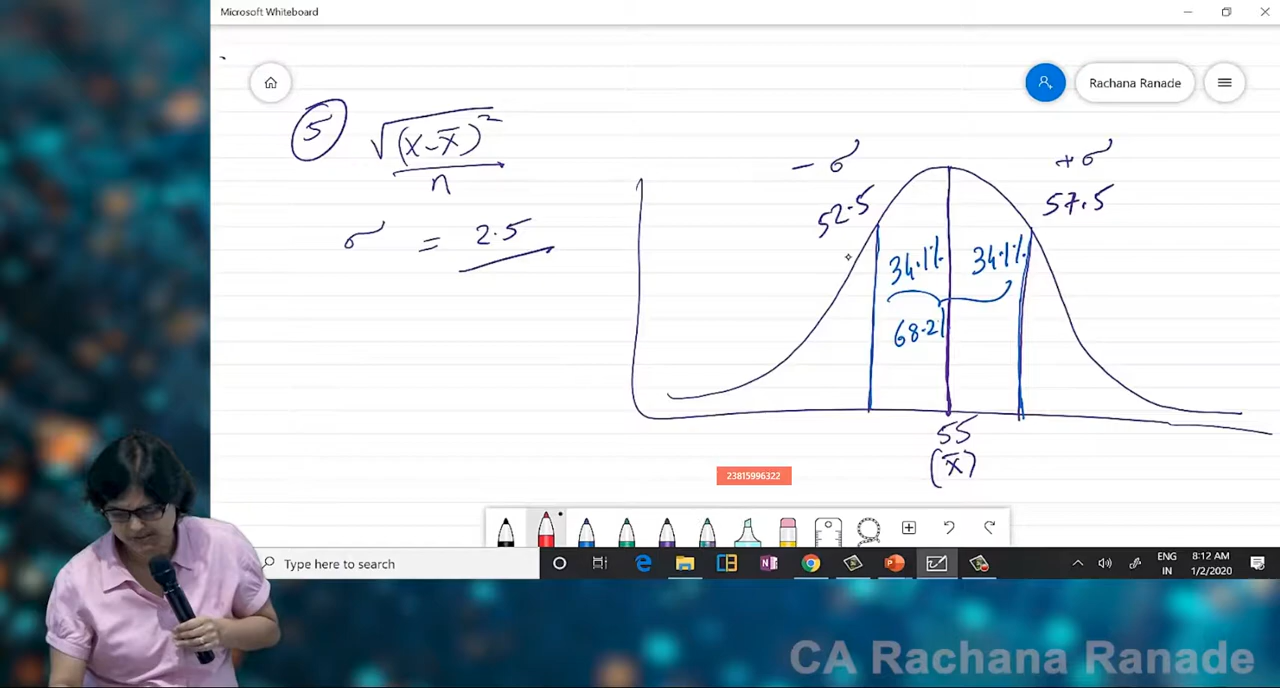 Microsoft Whiteboard
Rachana Ranade
5
√(x-x̄)²
n
σ = 2.5
-σ
+σ
52.5
57.5
34.1%
34.1%
68.2
55
(x̄)
23815996322
Type here to search
ENG
IN
8:12 AM
1/2/2020
CA Rachana Ranade